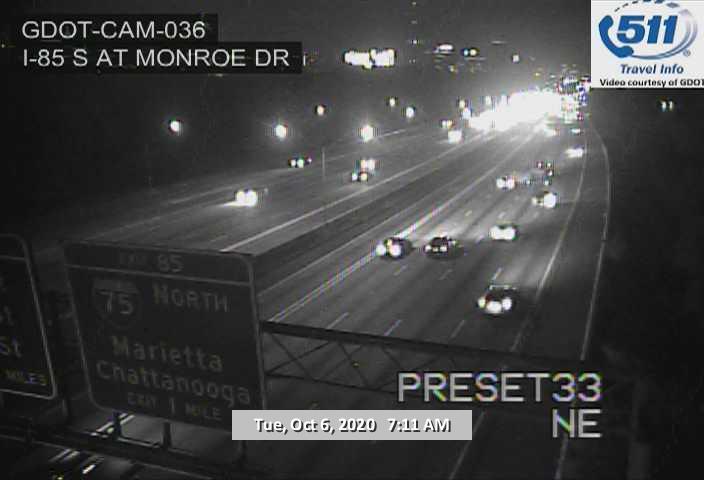 GDOT-CAM-036
I-85 S AT MONROE DR
511
Travel Info
Video courtesy of GDOT
EXIT 85
75 NORTH
Marietta
Chattanooga
EXIT 1 MILE
St
MILES
PRESET33
NE
Tue, Oct 6, 2020 7:11 AM